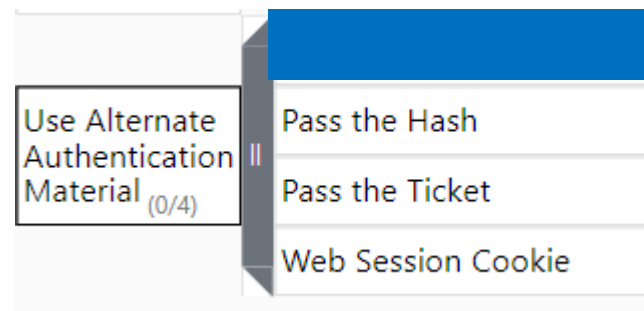 Use Alternate
Authentication
Material (0/4)
Pass the Hash
Pass the Ticket
Web Session Cookie